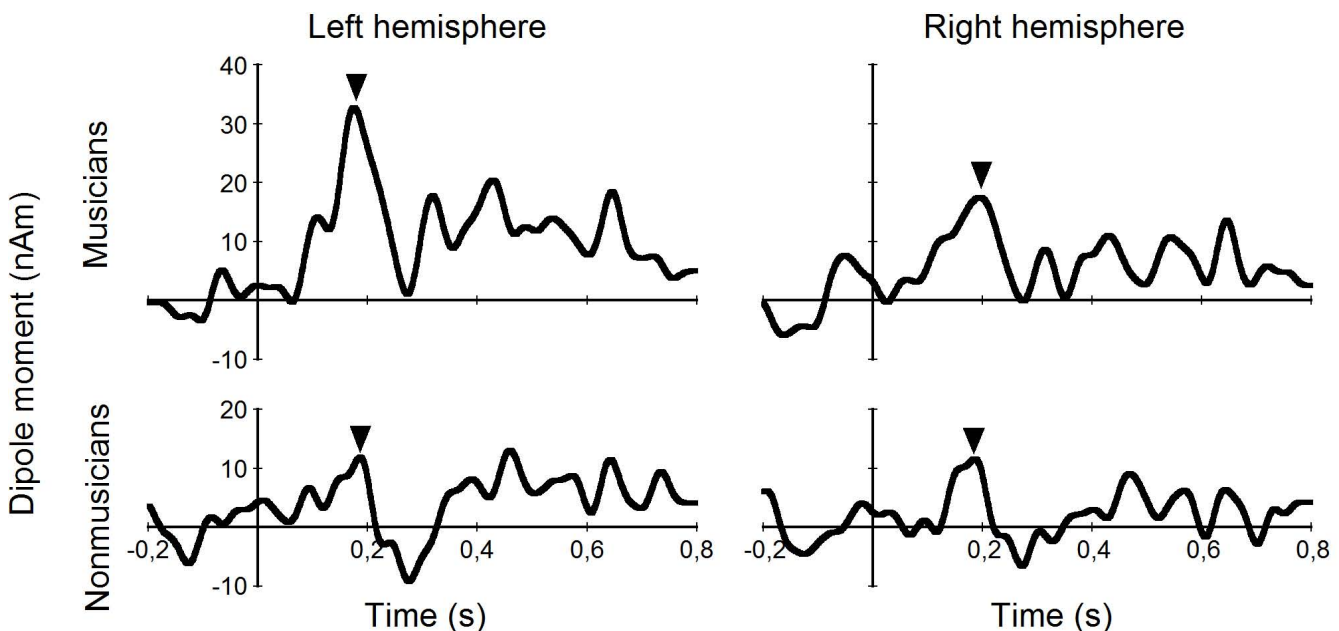 Left hemisphere
Right hemisphere
Dipole moment (nAm)
Musicians
40
30
20
10
-10
Nonmusicians
20
10
-10
-0,2 0,2 0,4 0,6 0,8
-0,2 0,2 0,4 0,6 0,8
Time (s)
Time (s)